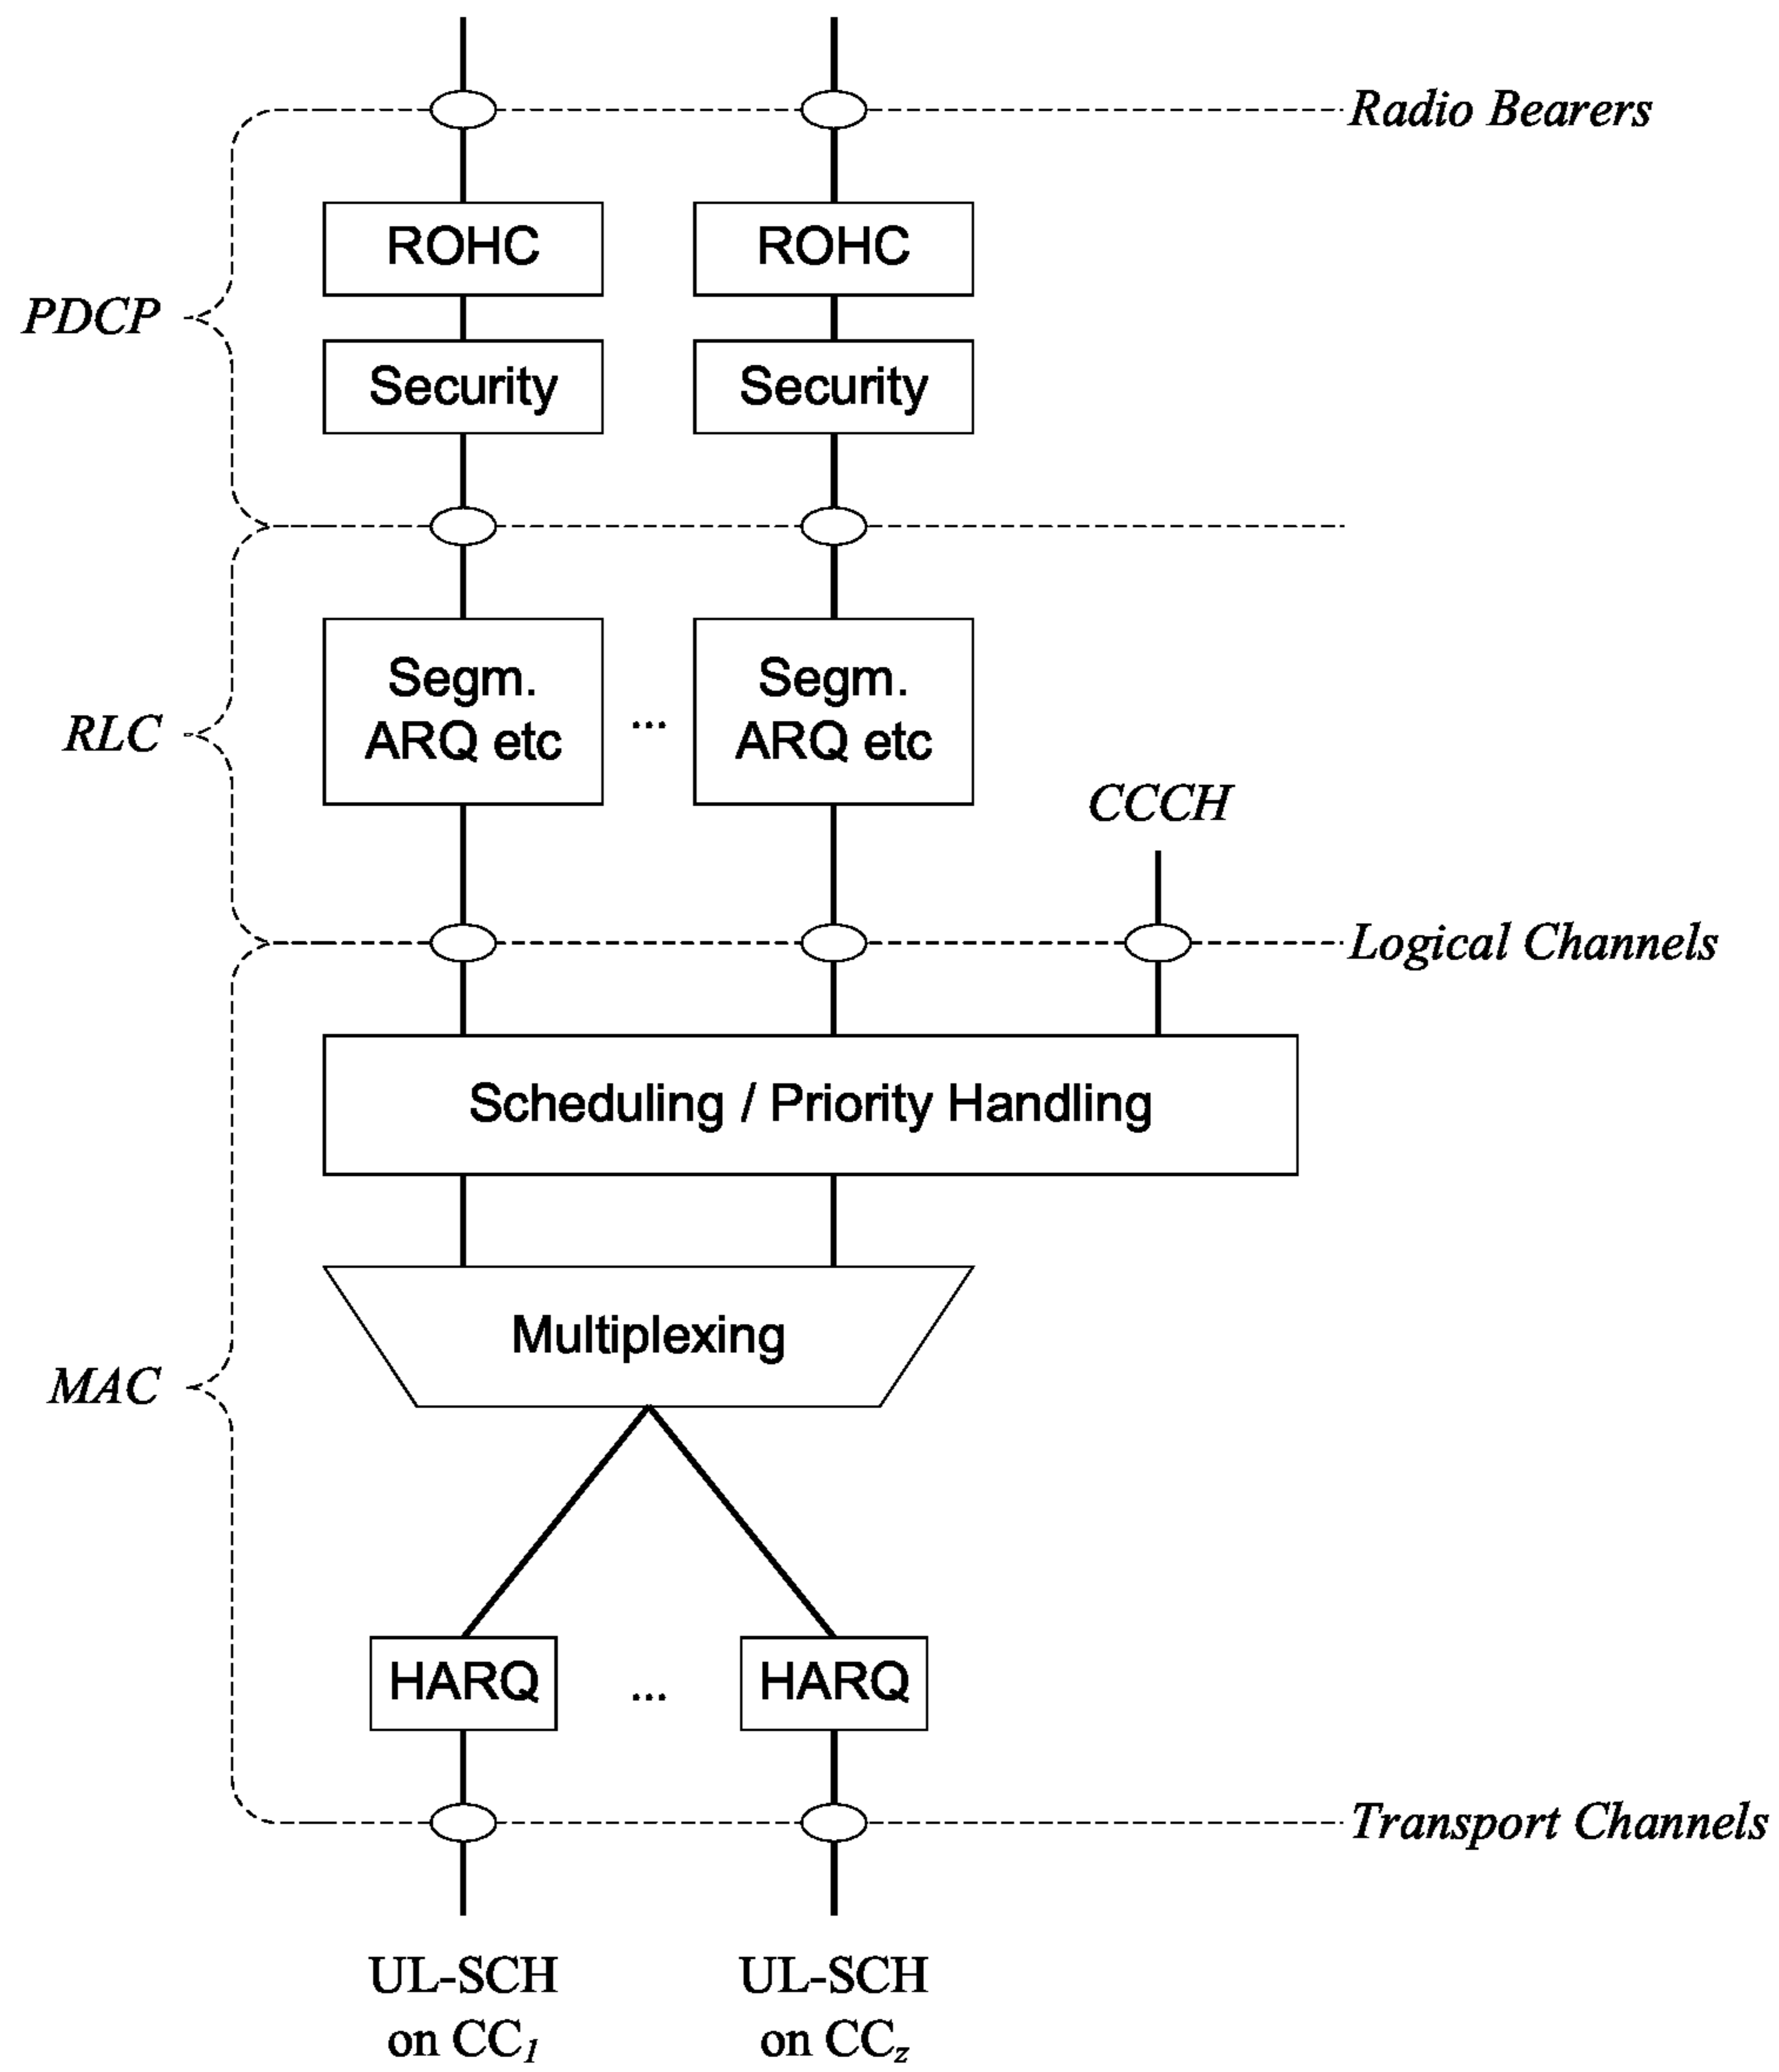 Radio Bearers
ROHC ROHC
PDCP
Security Security
Segm. Segm.
RLC ... 
ARQ etc ARQ etc
CCCH
Logical Channels
Scheduling / Priority Handling
Multiplexing
MAC
HARQ ... HARQ
Transport Channels
UL-SCH UL-SCH
on CC1 on CCz